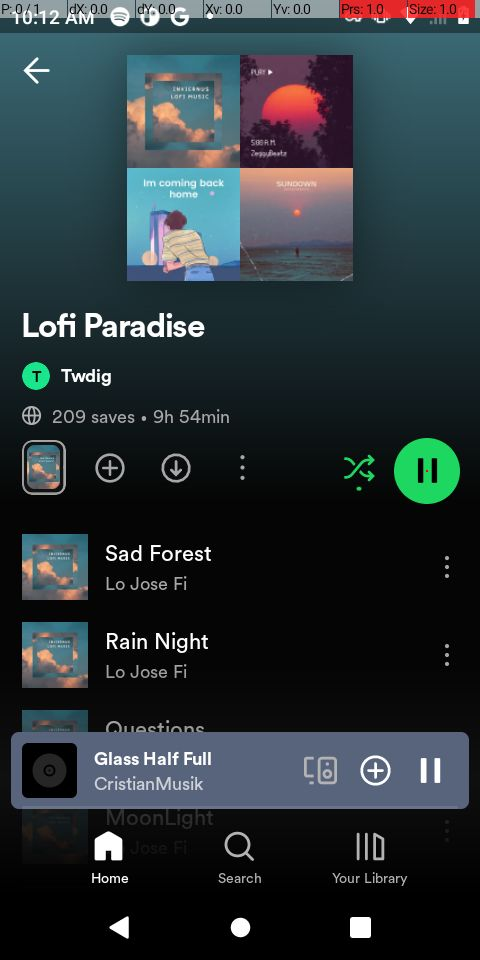 P: 0 / 1 dX: 0.0 dY: 0.0 Xv: 0.0 Yv: 0.0 Prs: 1.0 Size: 1.0
10:12 AM
INKIERNUS
LOFI MUSIC
PLAY
5:00 A.M.
ZeggyBeatz
Im coming back
home
SUNDOWN
Lofi Paradise
T Twdig
209 saves • 9h 54min
Sad Forest
Lo Jose Fi
Rain Night
Lo Jose Fi
Questions
Glass Half Full
CristianMusik
MoonLight
Jose Fi
Home Search Your Library